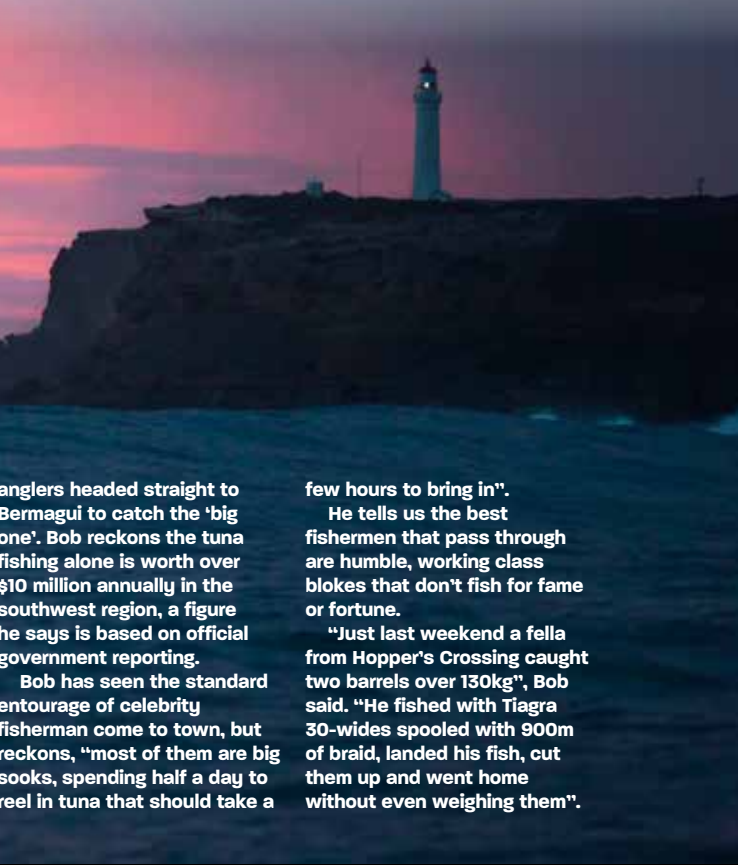 anglers headed straight to
Bermagui to catch the ‘big
one’. Bob reckons the tuna
fishing alone is worth over
$10 million annually in the
southwest region, a figure
he says is based on official
government reporting.
Bob has seen the standard
entourage of celebrity
fisherman come to town, but
reckons, “most of them are big
sooks, spending half a day to
reel in tuna that should take a
few hours to bring in”.
He tells us the best
fishermen that pass through
are humble, working class
blokes that don’t fish for fame
or fortune.
“Just last weekend a fella
from Hopper’s Crossing caught
two barrels over 130kg”, Bob
said. “He fished with Tiagra
30-wides spooled with 900m
of braid, landed his fish, cut
them up and went home
without even weighing them”.